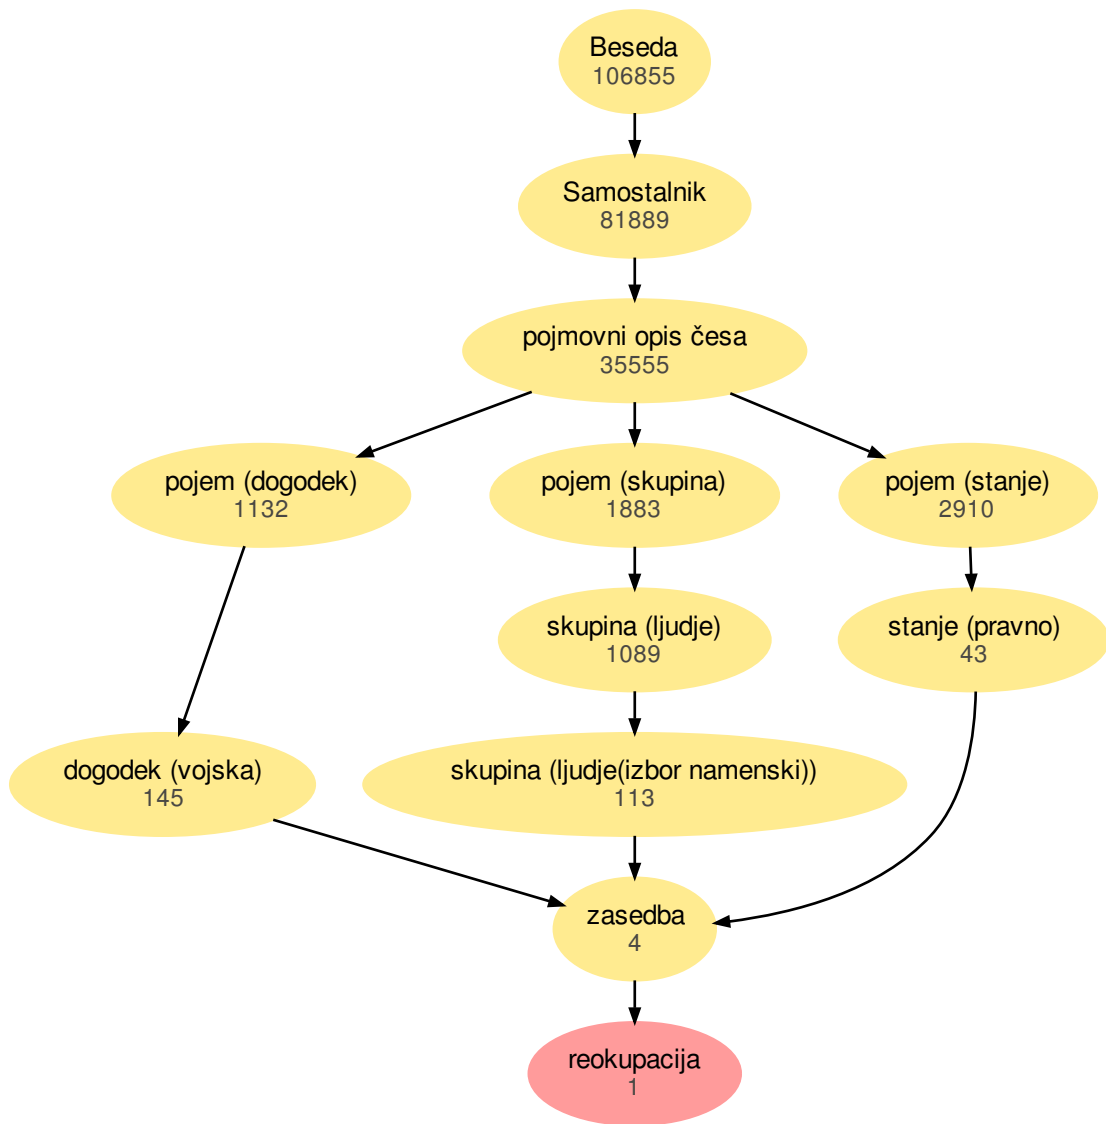 Beseda
106855
Samostalnik
81889
pojmovni opis česa
35555
pojem (dogodek)
1132
pojem (skupina)
1883
pojem (stanje)
2910
skupina (ljudje)
1089
stanje (pravno)
43
dogodek (vojska)
145
skupina (ljudje(izbor namenski))
113
zasedba
4
reokupacija
1